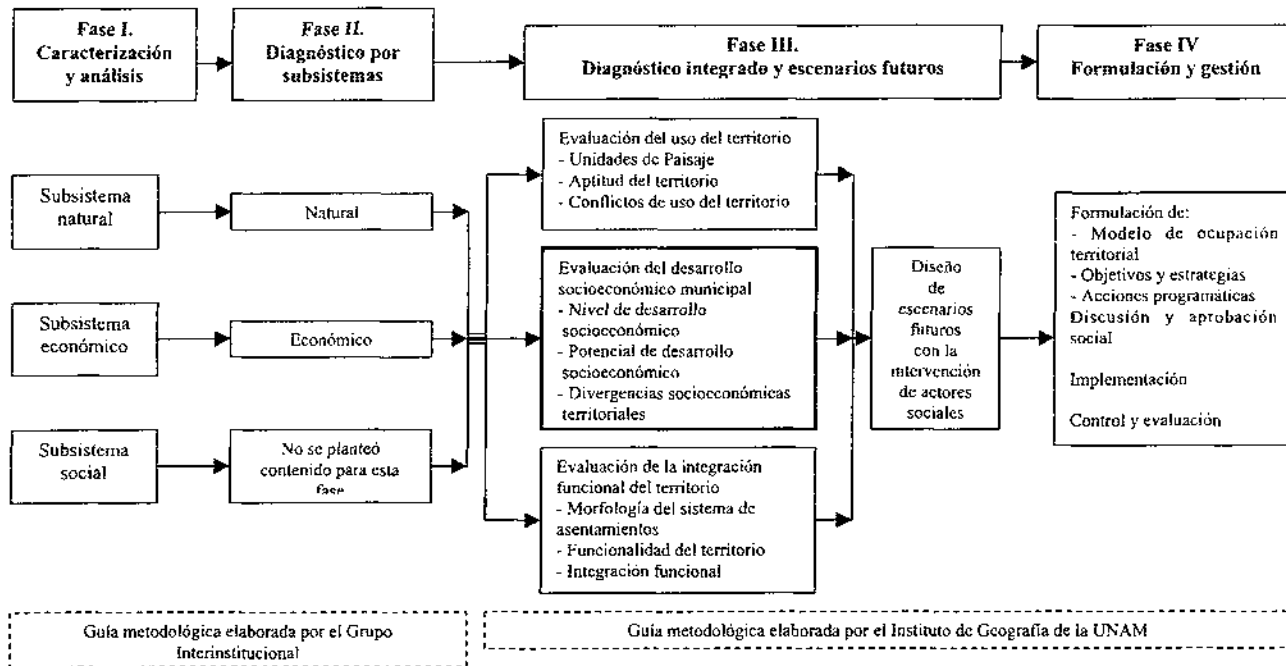 Fase I.
Caracterización
y análisis
Fase II.
Diagnóstico por
subsistemas
Fase III.
Diagnóstico integrado y escenarios futuros
Fase IV
Formulación y gestión
Subsistema
natural
Natural
Subsistema
económico
Económico
Subsistema
social
No se planteó
contenido para esta
fase
Evaluación del uso del territorio
- Unidades de Paisaje
- Aptitud del territorio
- Conflictos de uso del territorio
Evaluación del desarrollo
socioeconómico municipal
- Nivel de desarrollo
socioeconómico
- Potencial de desarrollo
socioeconómico
- Divergencias socioeconómicas
territoriales
Evaluación de la integración
funcional del territorio
- Morfología del sistema de
asentamientos
- Funcionalidad del territorio
- Integración funcional
Diseño
de
escenarios
futuros
con la
intervención
de actores
sociales
Formulación de:
- Modelo de ocupación
territorial
- Objetivos y estrategias
- Acciones programáticas
Discusión y aprobación
social
Implementación
Control y evaluación
Guía metodológica elaborada por el Grupo
Interinstitucional
Guía metodológica elaborada por el Instituto de Geografía de la UNAM